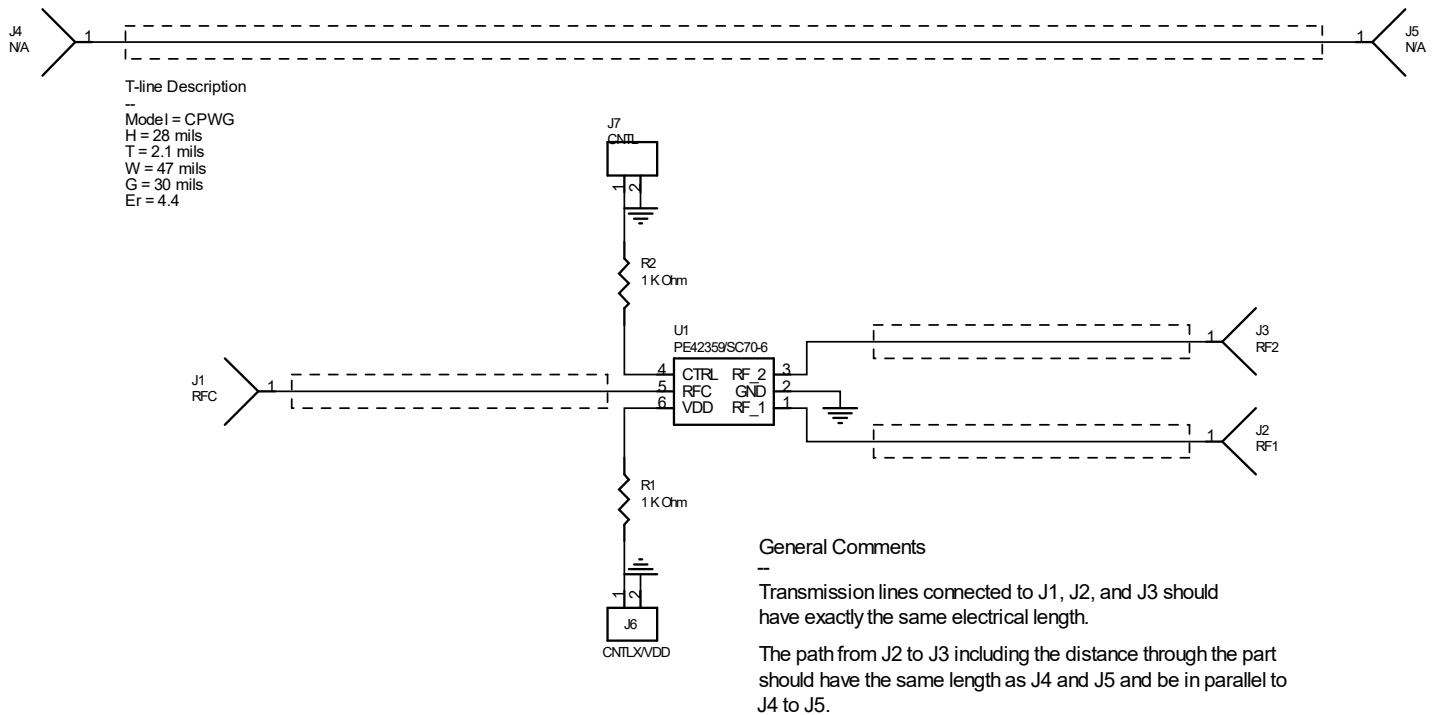 J4
N/A
1
1
J5
N/A
T-line Description
--
Model = CPWG
H = 28 mils
T = 2.1 mils
W = 47 mils
G = 30 mils
Er = 4.4
J7
CNTL
1
2
R2
1 K Ohm
U1
PE42359/SC70-6
J1
RFC
1
4
5
6
CTRL RF_2
RFC GND
VDD RF_1
3
2
1
1
J3
RF2
1
J2
RF1
R1
1 K Ohm
1
2
J6
CNTLX/VDD
General Comments
--
Transmission lines connected to J1, J2, and J3 should
have exactly the same electrical length.
The path from J2 to J3 including the distance through the part
should have the same length as J4 and J5 and be in parallel to
J4 to J5.